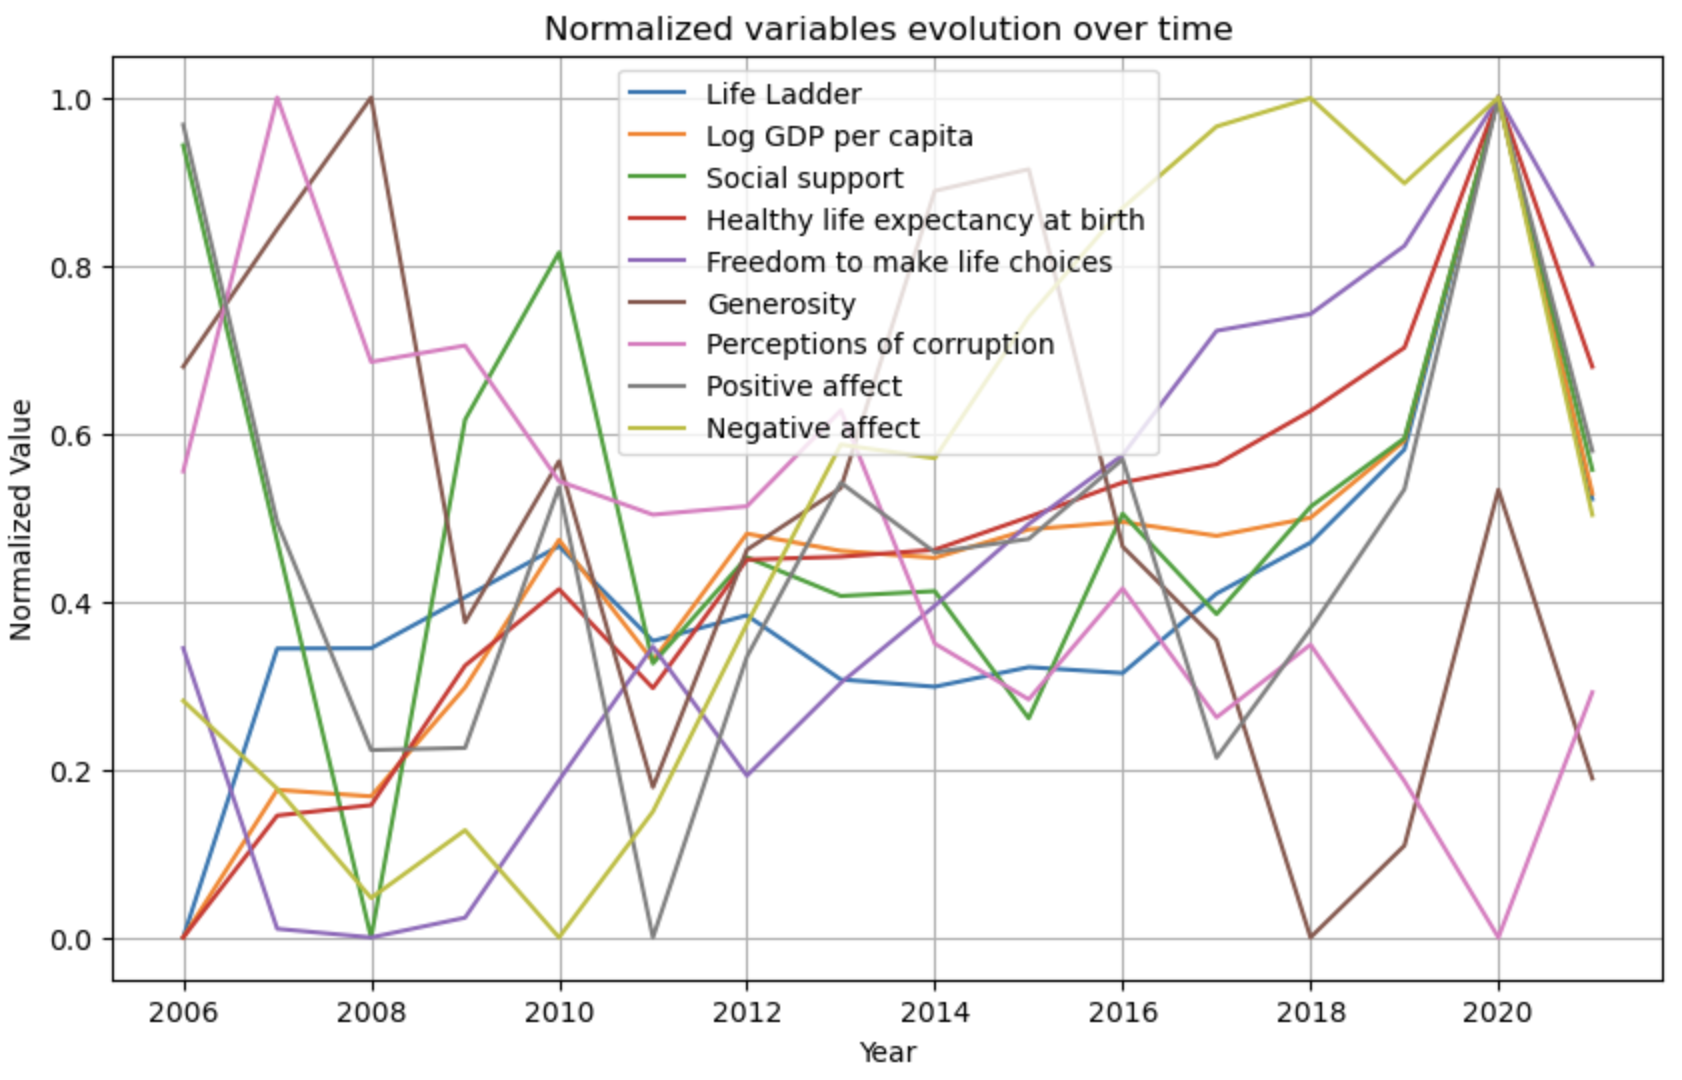 Normalized variables evolution over time
Life Ladder
Log GDP per capita
Social support
Healthy life expectancy at birth
Freedom to make life choices
Generosity
Perceptions of corruption
Positive affect
Negative affect
1.0
0.8
0.6
0.4
0.2
0.0
Normalized Value
2006 2008 2010 2012 2014 2016 2018 2020
Year